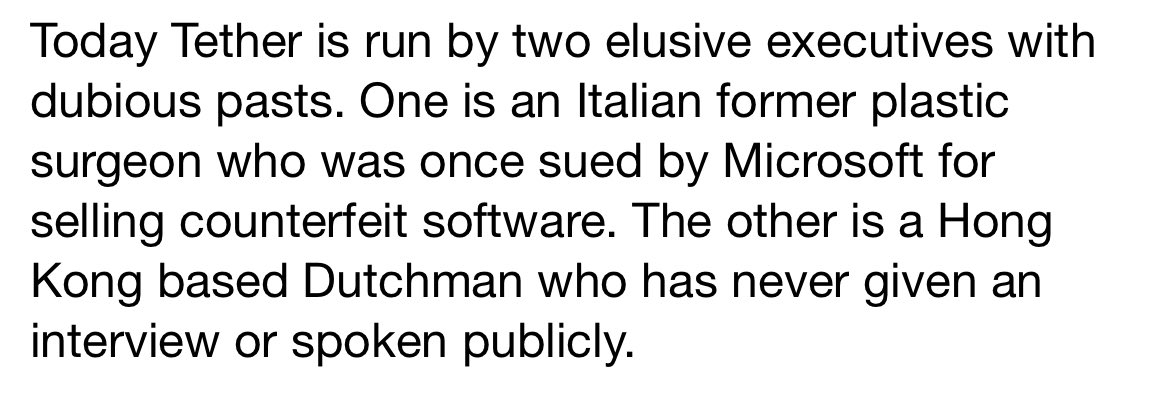 Today Tether is run by two elusive executives with
dubious pasts. One is an Italian former plastic
surgeon who was once sued by Microsoft for
selling counterfeit software. The other is a Hong
Kong based Dutchman who has never given an
interview or spoken publicly.